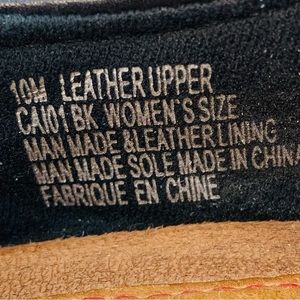 10M LEATHER UPPER
CAI01 BK WOMEN'S SIZE
MAN MADE &LEATHER LINING
MAN MADE SOLE MADE IN CHINA
FABRIQUE EN CHINE